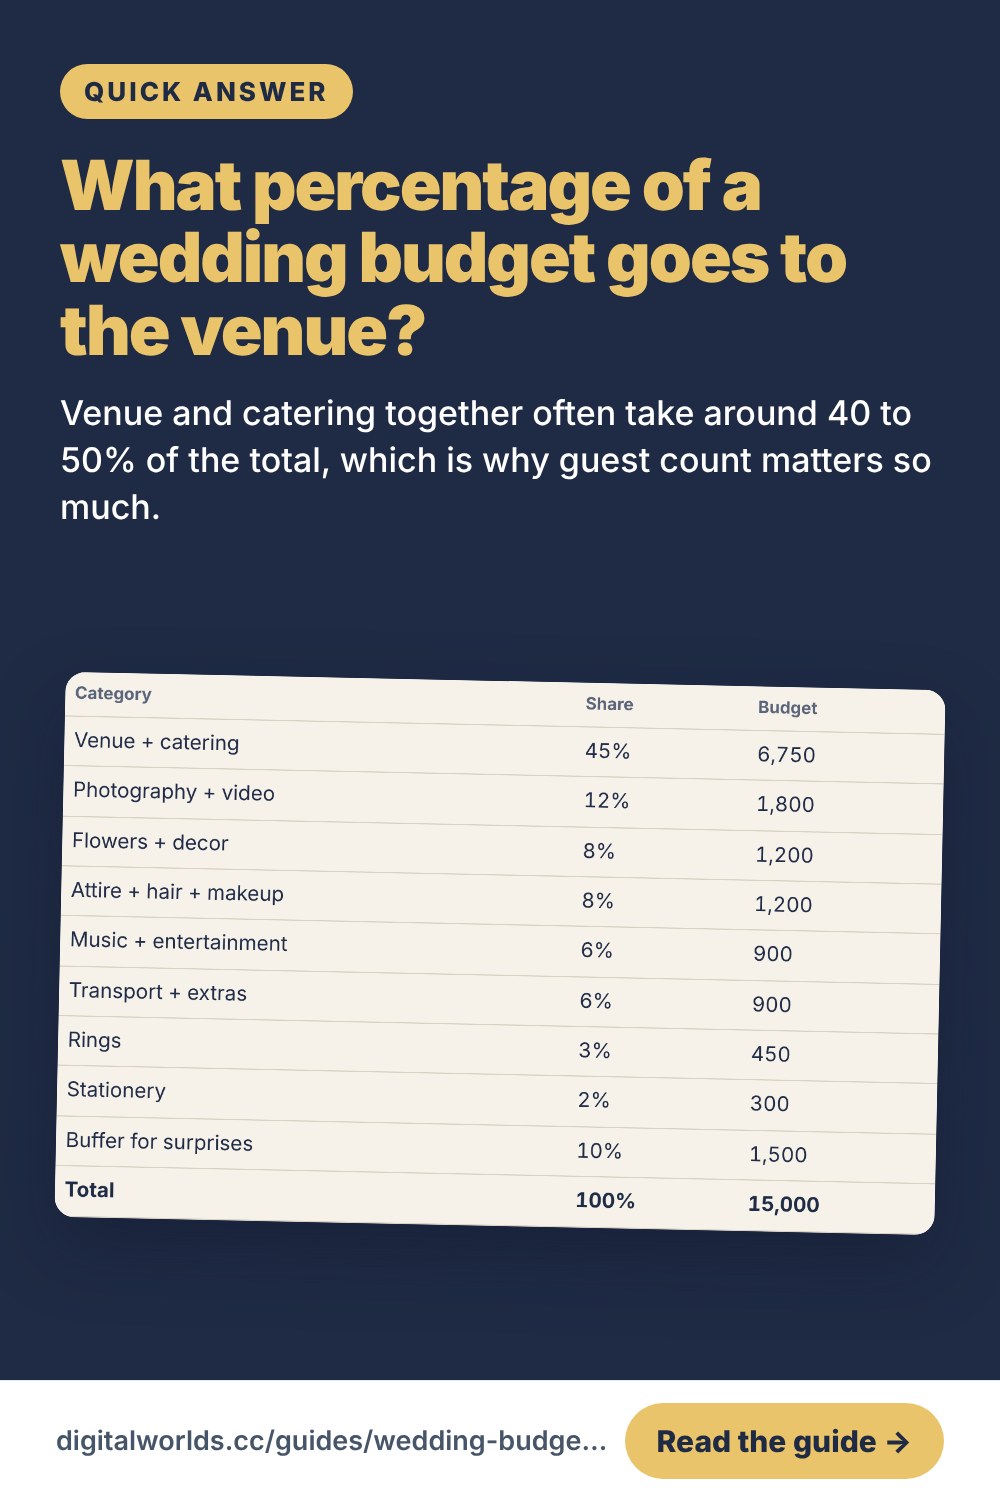 QUICK ANSWER
What percentage of a
wedding budget goes to
the venue?
Venue and catering together often take around 40 to
50% of the total, which is why guest count matters so
much.
Category Share Budget
Venue + catering 45% 6,750
Photography + video 12% 1,800
Flowers + decor 8% 1,200
Attire + hair + makeup 8% 1,200
Music + entertainment 6% 900
Transport + extras 6% 900
Rings 3% 450
Stationery 2% 300
Buffer for surprises 10% 1,500
Total 100% 15,000
digitalworlds.cc/guides/wedding-budge...
Read the guide →